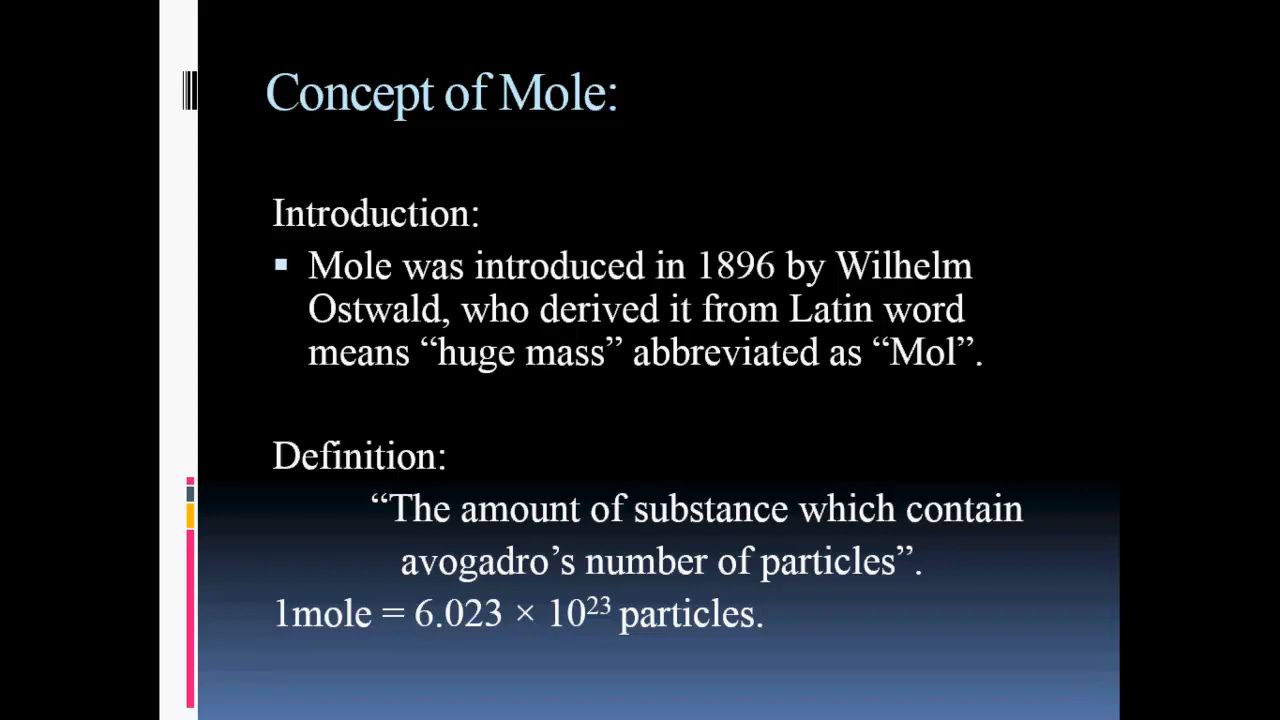 Concept of Mole:
Introduction:
▪ Mole was introduced in 1896 by Wilhelm
Ostwald, who derived it from Latin word
means “huge mass” abbreviated as “Mol”.
Definition:
“The amount of substance which contain
avogadro’s number of particles”.
1mole = 6.023 × 10²³ particles.